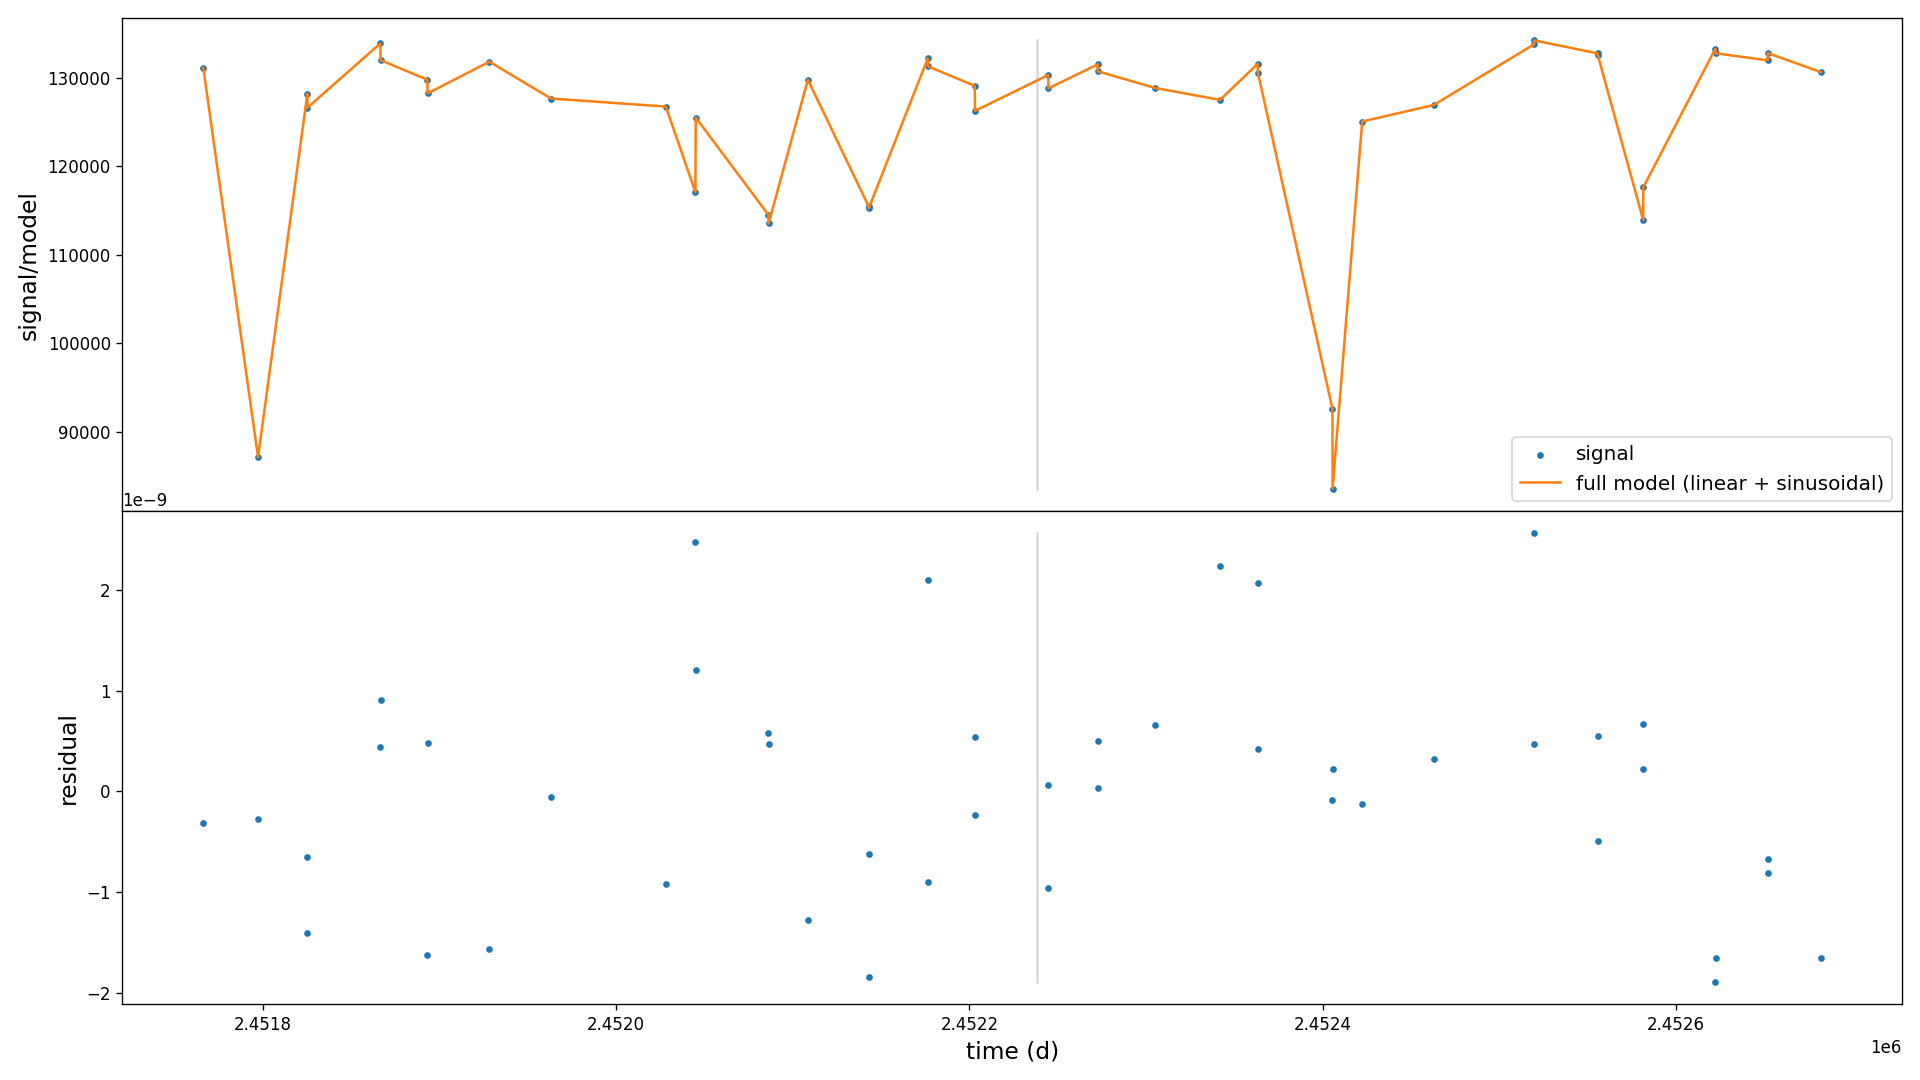 signal/model
130000
120000
110000
100000
90000
signal
full model (linear + sinusoidal)
1e−9
residual
2
1
0
−1
−2
2.4518
2.4520
2.4522
2.4524
2.4526
time (d)
1e6